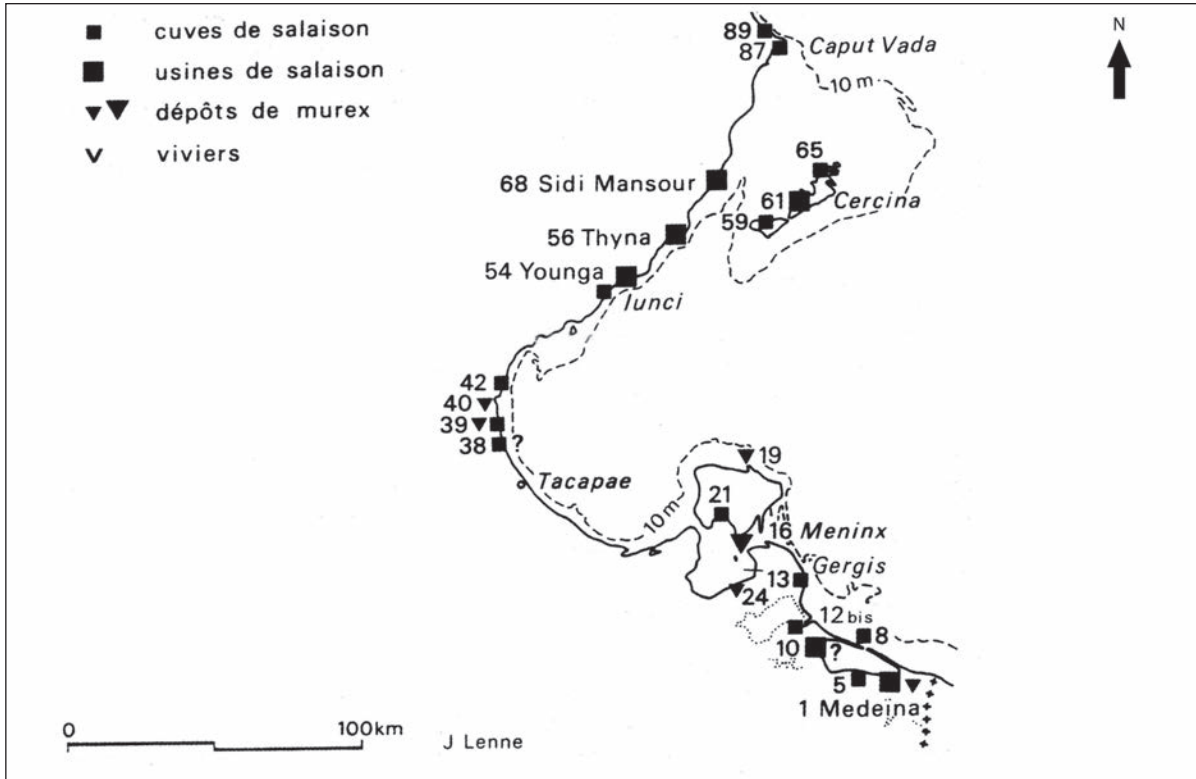 cuves de salaison
usines de salaison
dépôts de murex
viviers
N
89
87
Caput Vada
10 m
65
68 Sidi Mansour
61
Cercina
59
56 Thyna
54 Younga
Iunci
42
40
39
38 ?
19
Tacapae
21
10 m
16 Meninx
Gergis
13
24
12 bis
8
10 ?
5
1 Medeina
0 100km
J Lenne